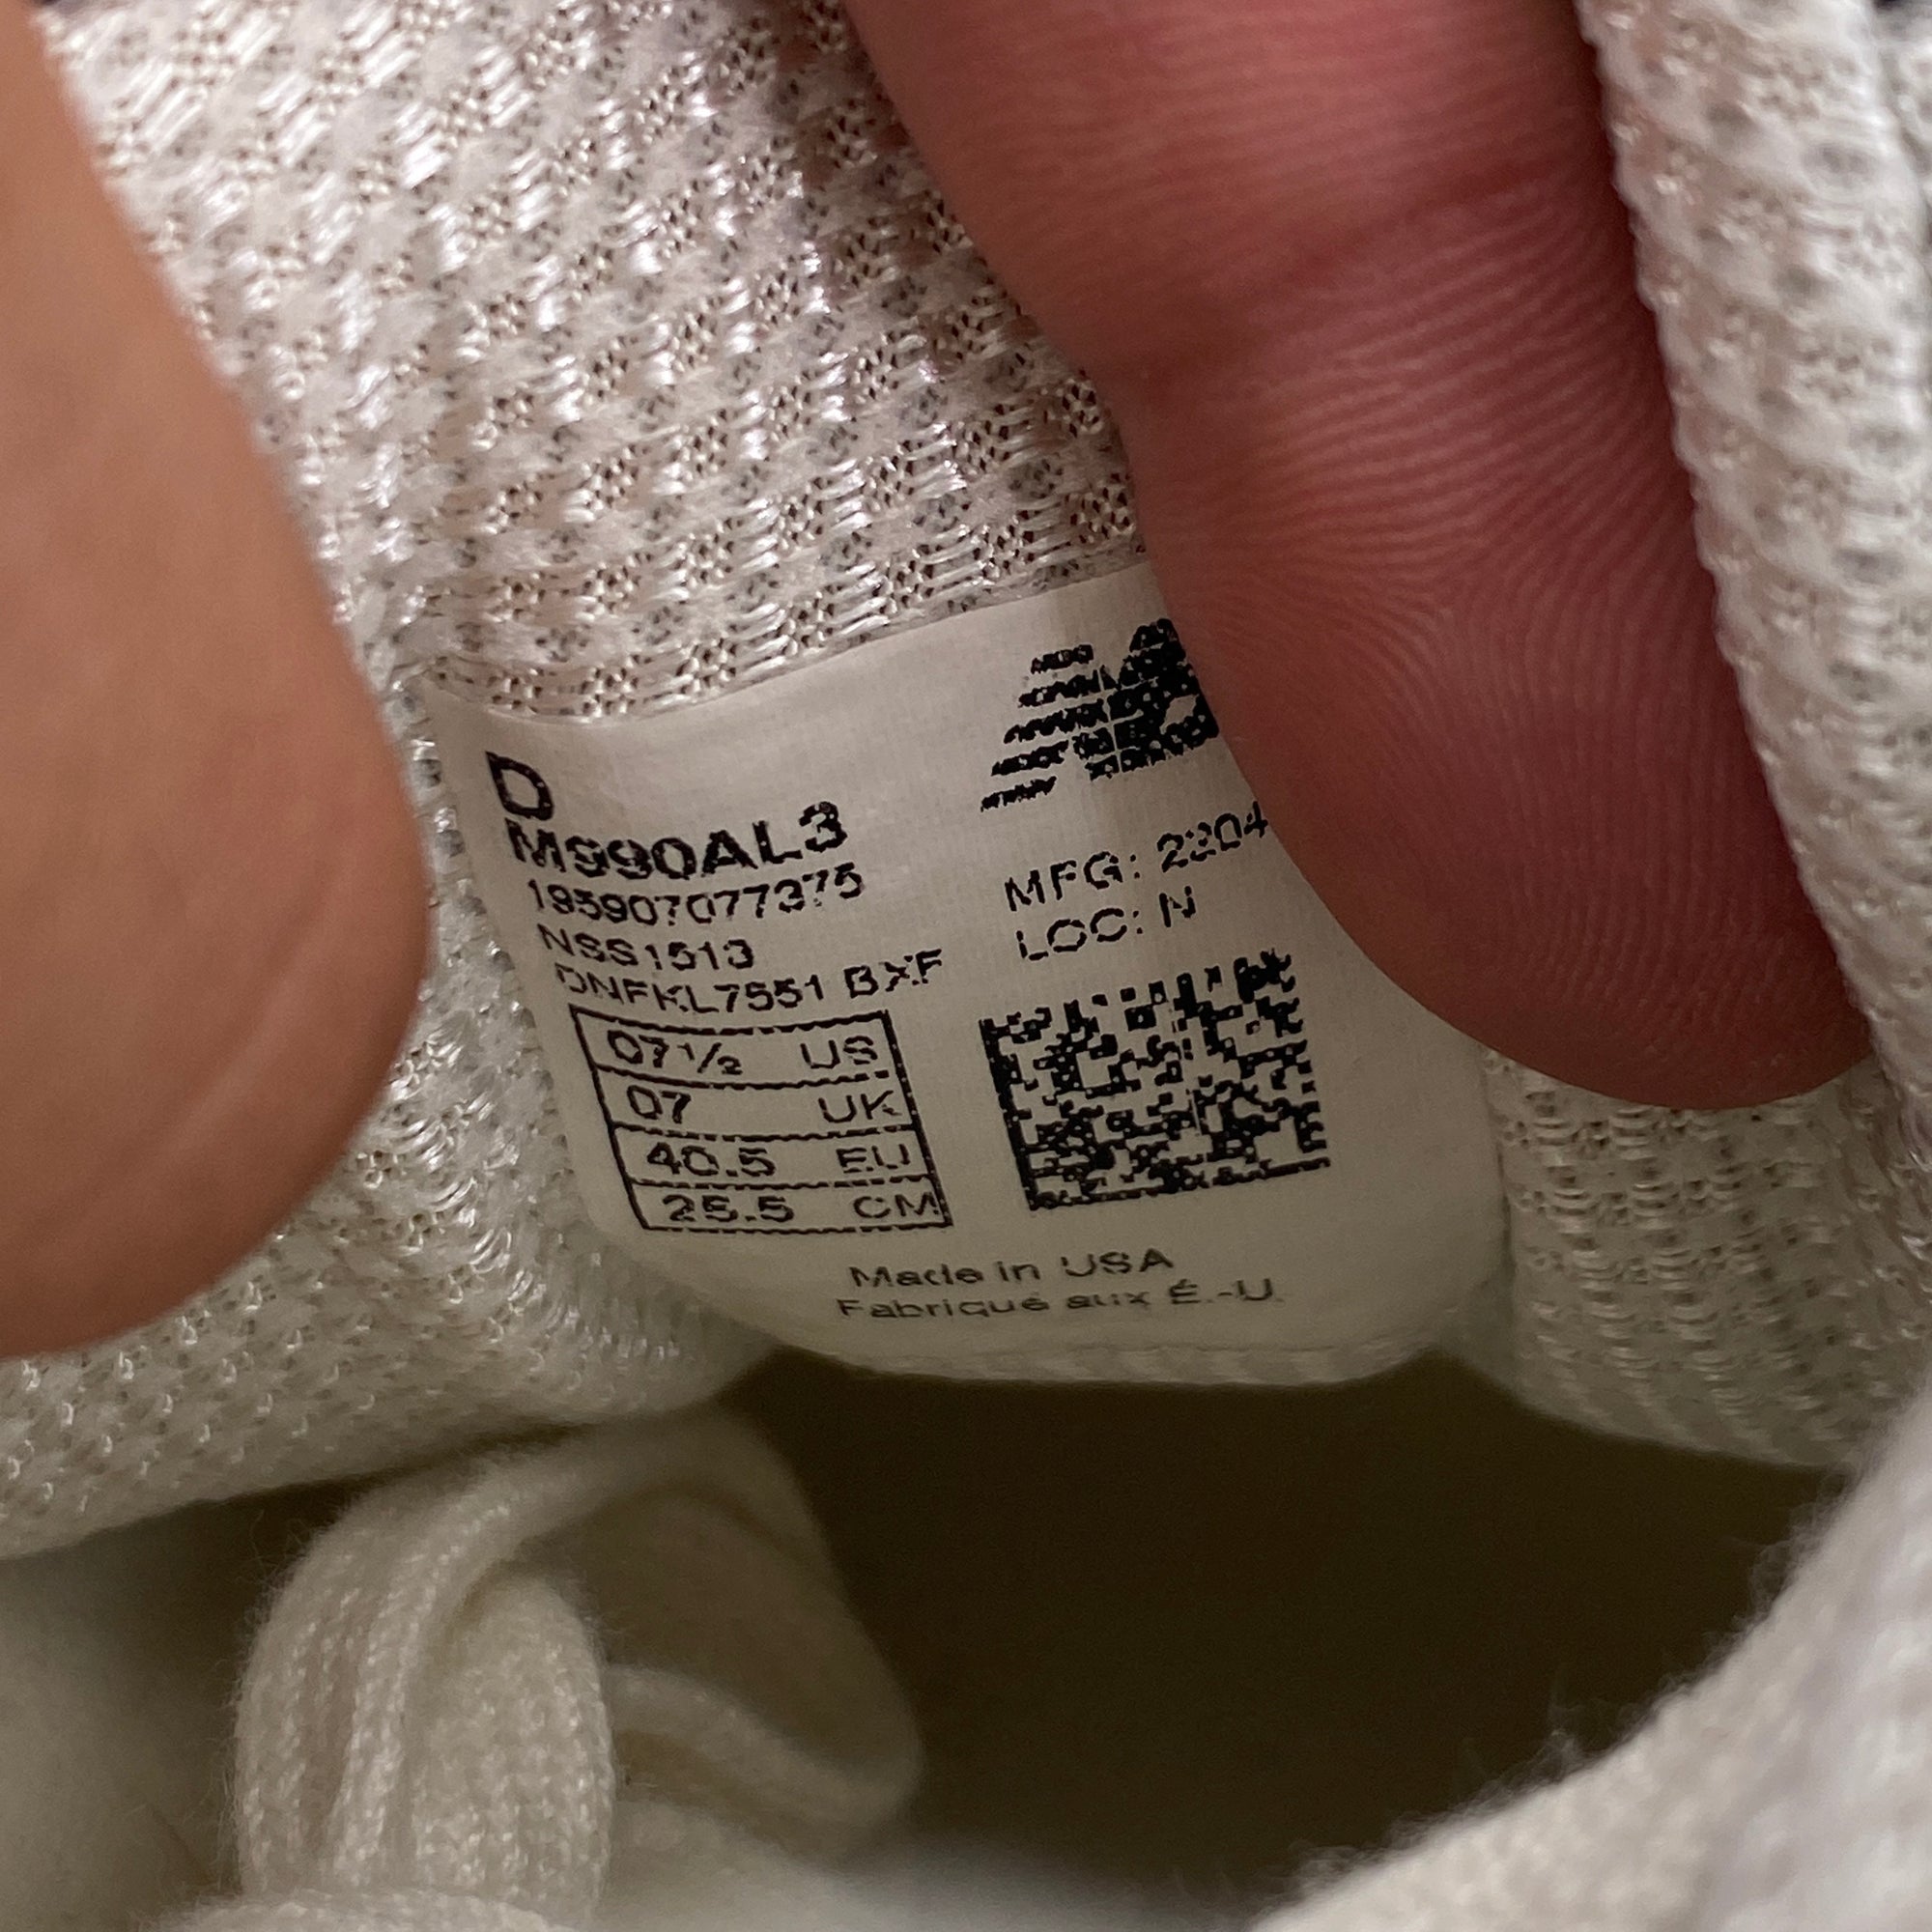 D
M990AL3
195907077375
NSS1513
DNFKL7551 BXF
07½ US
07 UK
40.5 EU
25.5 CM
MFG: 2204
LOC: N
Made in USA
Fabriqué aux É.-U.